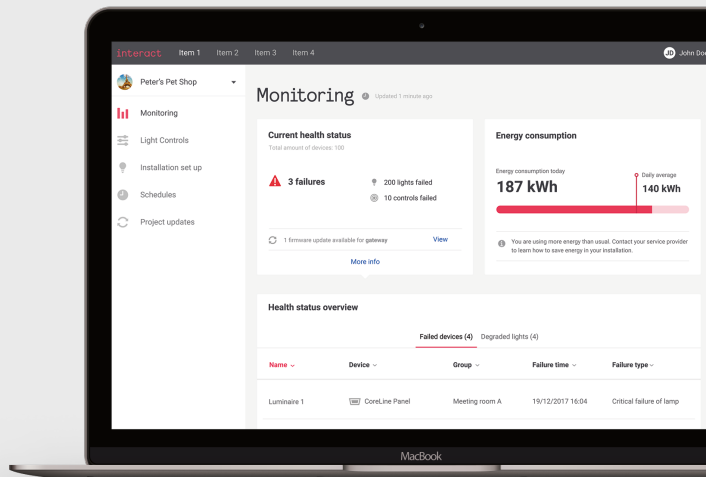 interact
Item 1
Item 2
Item 3
Item 4
JD
John Doe
Peter's Pet Shop
Monitoring
Light Controls
Installation set up
Schedules
Project updates
Monitoring
Updated 1 minute ago
Current health status
Total amount of devices: 100
3 failures
200 lights failed
10 controls failed
1 firmware update available for gateway
View
More info
Energy consumption
Energy consumption today
187 kWh
Daily average
140 kWh
You are using more energy than usual. Contact your service provider
to learn how to save energy in your installation.
Health status overview
Failed devices (4)
Degraded lights (4)
Name
Device
Group
Failure time
Failure type
Luminaire 1
CoreLine Panel
Meeting room A
19/12/2017 16:04
Critical failure of lamp
MacBook